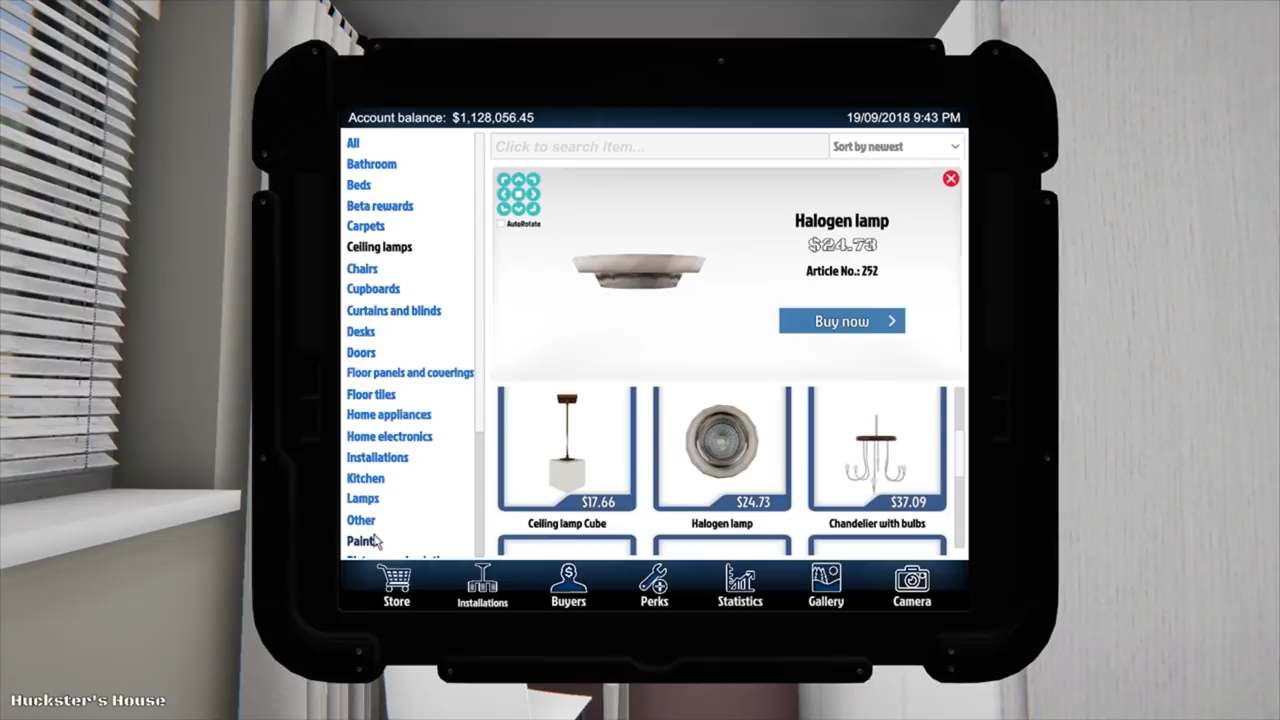 Account balance: $1,128,056.45
19/09/2018 9:43 PM
All
Bathroom
Beds
Beta rewards
Carpets
Ceiling lamps
Chairs
Cupboards
Curtains and blinds
Desks
Doors
Floor panels and coverings
Floor tiles
Home appliances
Home electronics
Installations
Kitchen
Lamps
Other
Paint
Click to search item...
Sort by newest
AutoRotate
Halogen lamp
$24.73
Article No.: 252
Buy now
$17.66
$24.73
$37.09
Ceiling lamp Cube
Halogen lamp
Chandelier with bulbs
Store
Installations
Buyers
Perks
Statistics
Gallery
Camera
Huckster's House